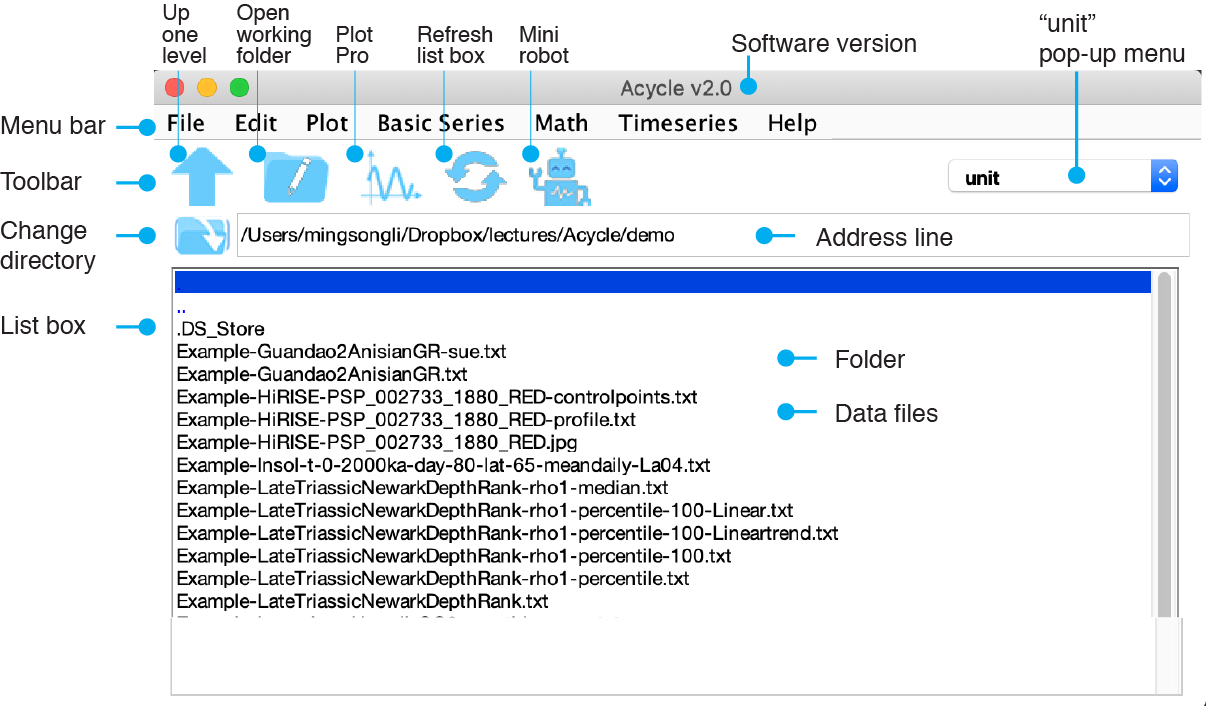 Up
one
level
Open
working
folder
Plot
Pro
Refresh
list box
Mini
robot
Software version
“unit”
pop-up menu
Acycle v2.0
Menu bar
File Edit Plot Basic Series Math Timeseries Help
Toolbar
unit
Change
directory
/Users/mingsongli/Dropbox/lectures/Acycle/demo
Address line
List box
.
..
.DS_Store
Example-Guandao2AnisianGR-sue.txt
Folder
Example-Guandao2AnisianGR.txt
Example-HiRISE-PSP_002733_1880_RED-controlpoints.txt
Example-HiRISE-PSP_002733_1880_RED-profile.txt
Data files
Example-HiRISE-PSP_002733_1880_RED.jpg
Example-Insol-t-0-2000ka-day-80-lat-65-meandaily-La04.txt
Example-LateTriassicNewarkDepthRank-rho1-median.txt
Example-LateTriassicNewarkDepthRank-rho1-percentile-100-Linear.txt
Example-LateTriassicNewarkDepthRank-rho1-percentile-100-Lineartrend.txt
Example-LateTriassicNewarkDepthRank-rho1-percentile-100.txt
Example-LateTriassicNewarkDepthRank-rho1-percentile.txt
Example-LateTriassicNewarkDepthRank.txt